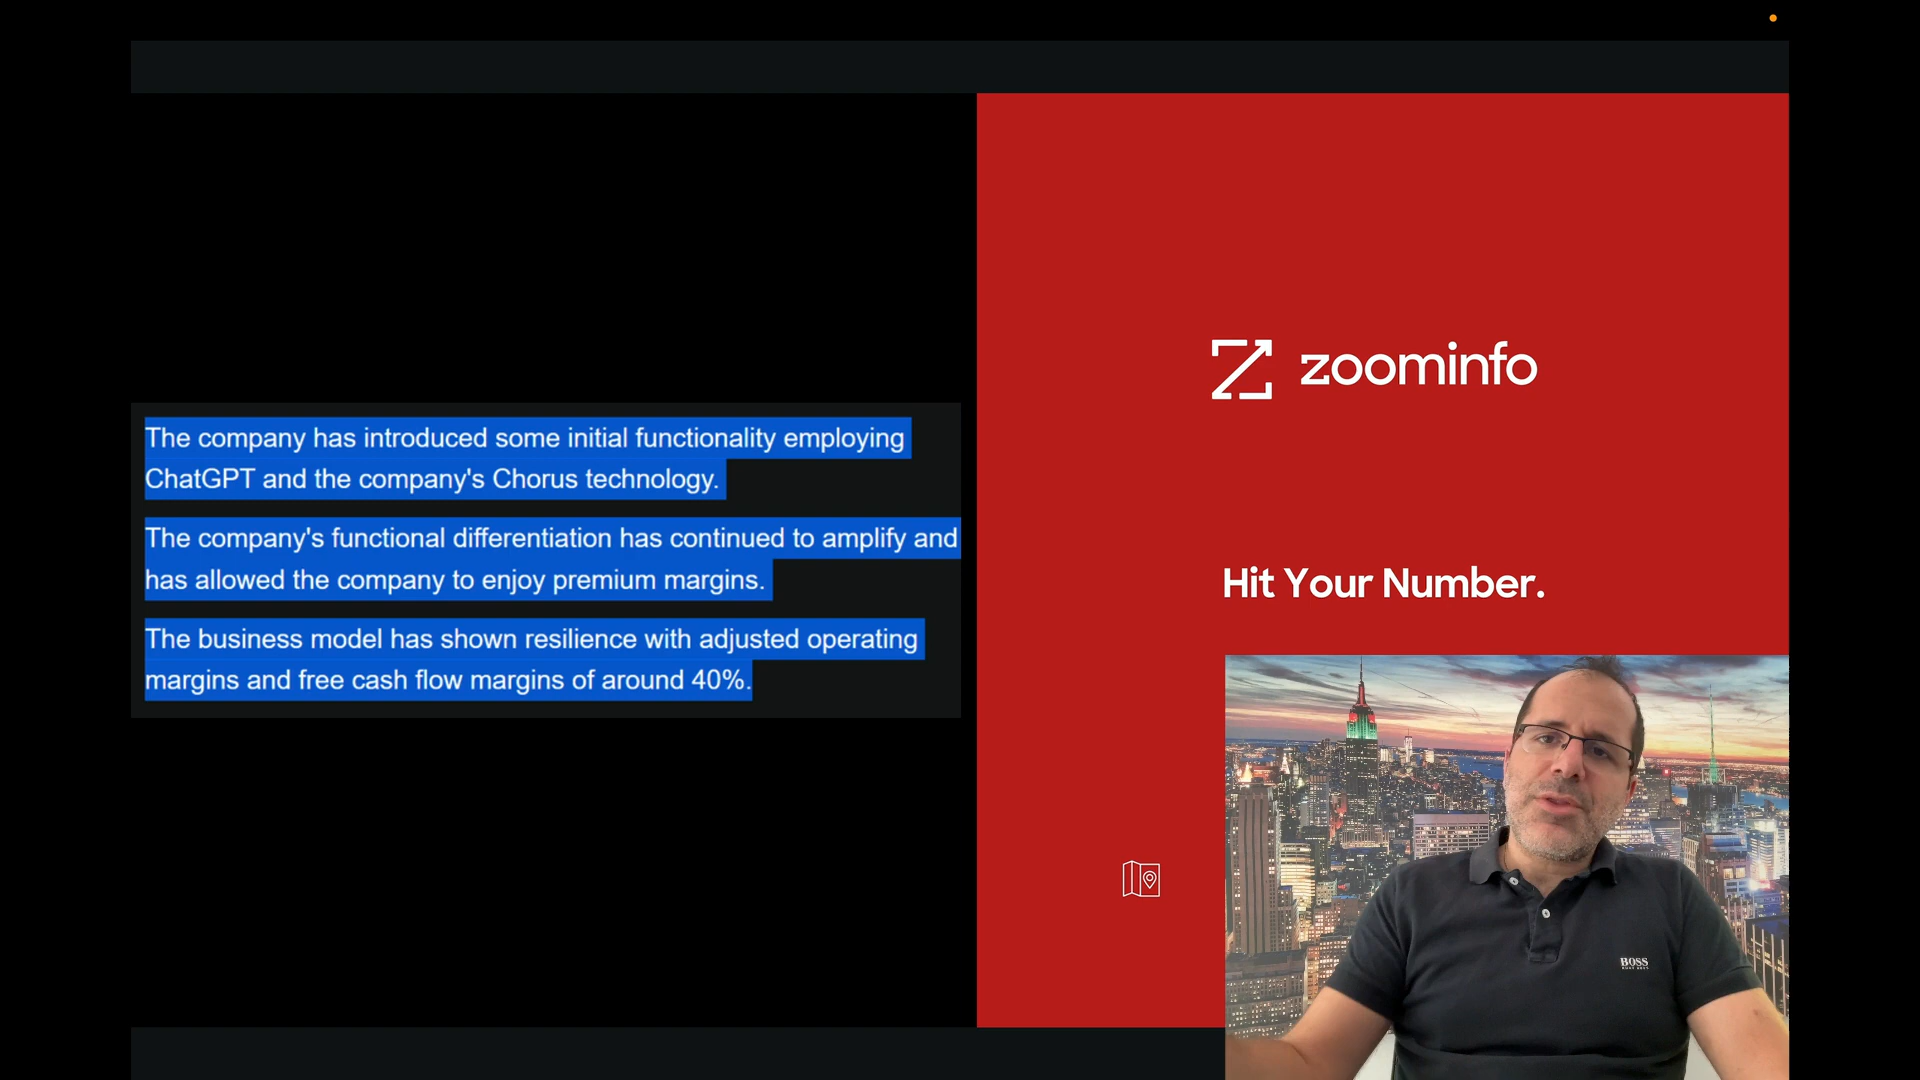 The company has introduced some initial functionality employing
ChatGPT and the company's Chorus technology.
The company's functional differentiation has continued to amplify and
has allowed the company to enjoy premium margins.
The business model has shown resilience with adjusted operating
margins and free cash flow margins of around 40%.
zoominfo
Hit Your Number.
BOSS